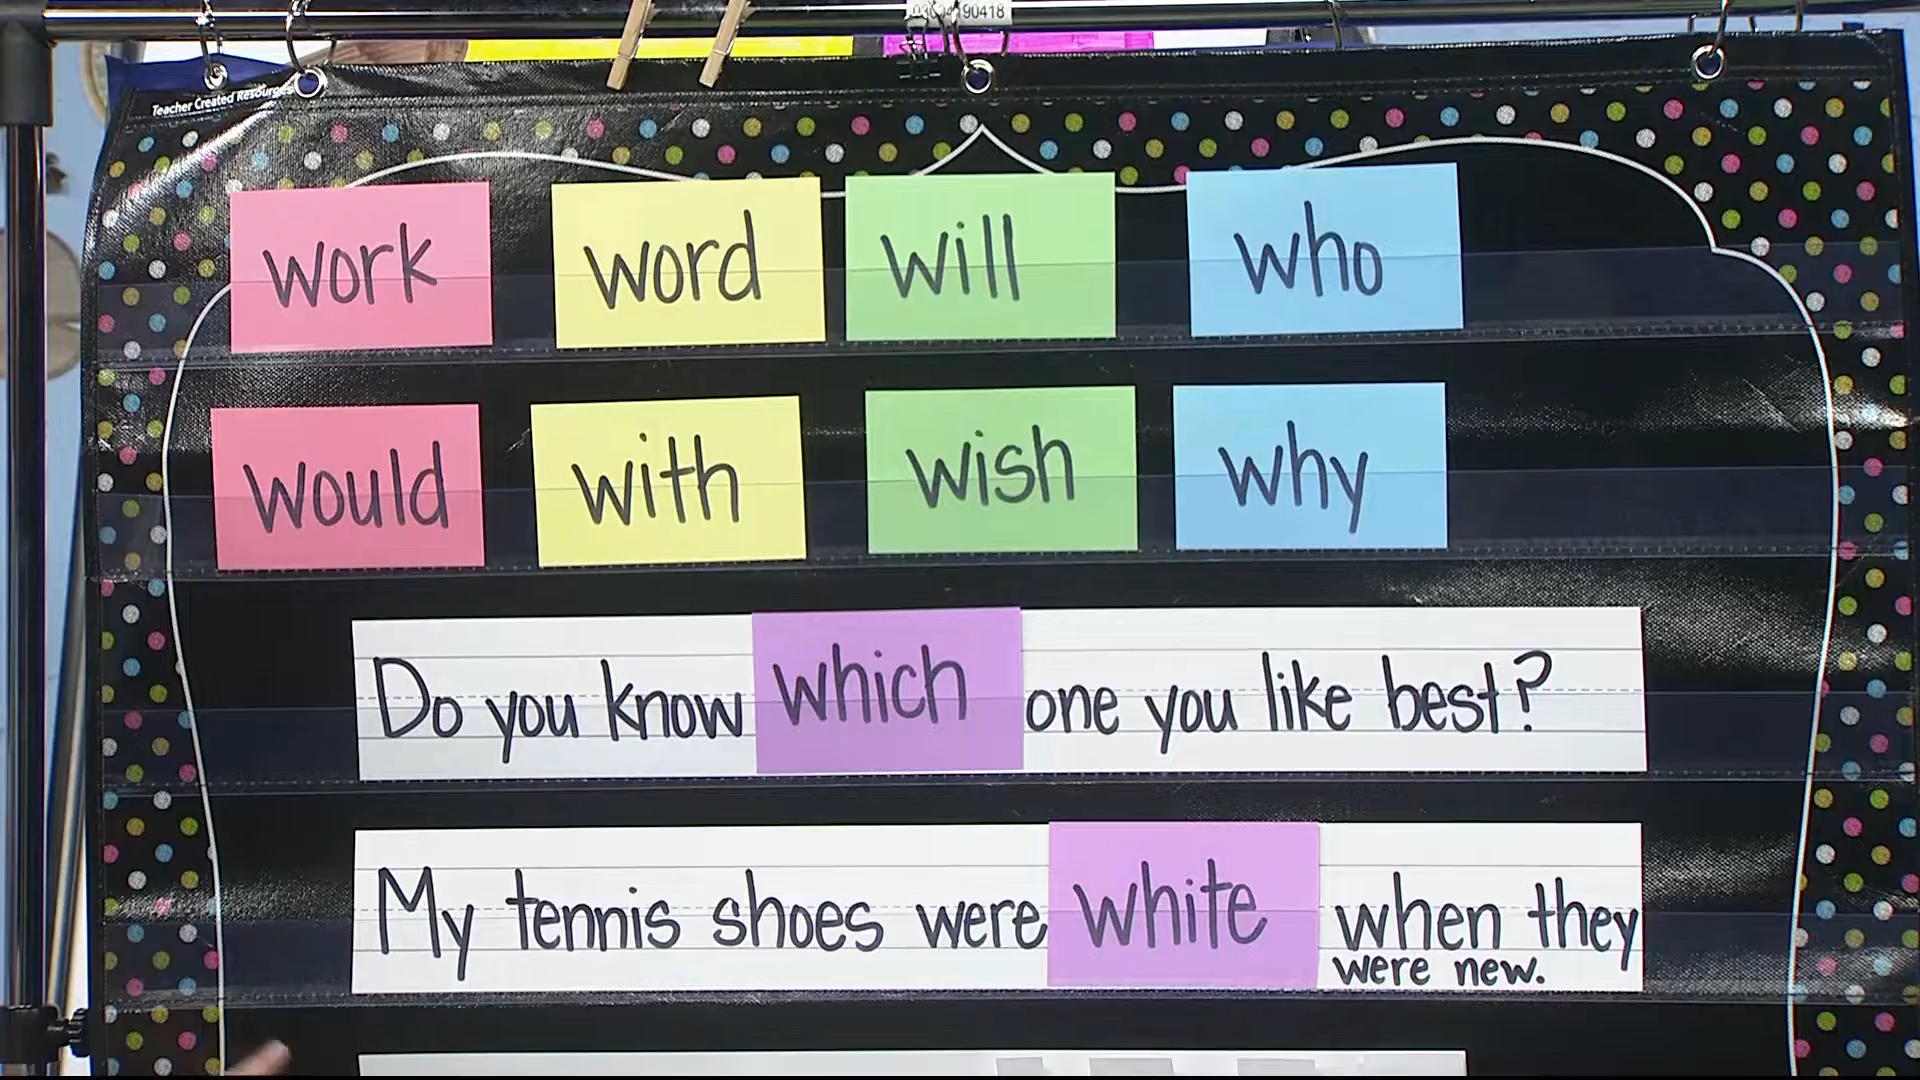 03034190418
Teacher Created Resources
work word will who
would with wish why
Do you know which one you like best?
My tennis shoes were white when they
were new.